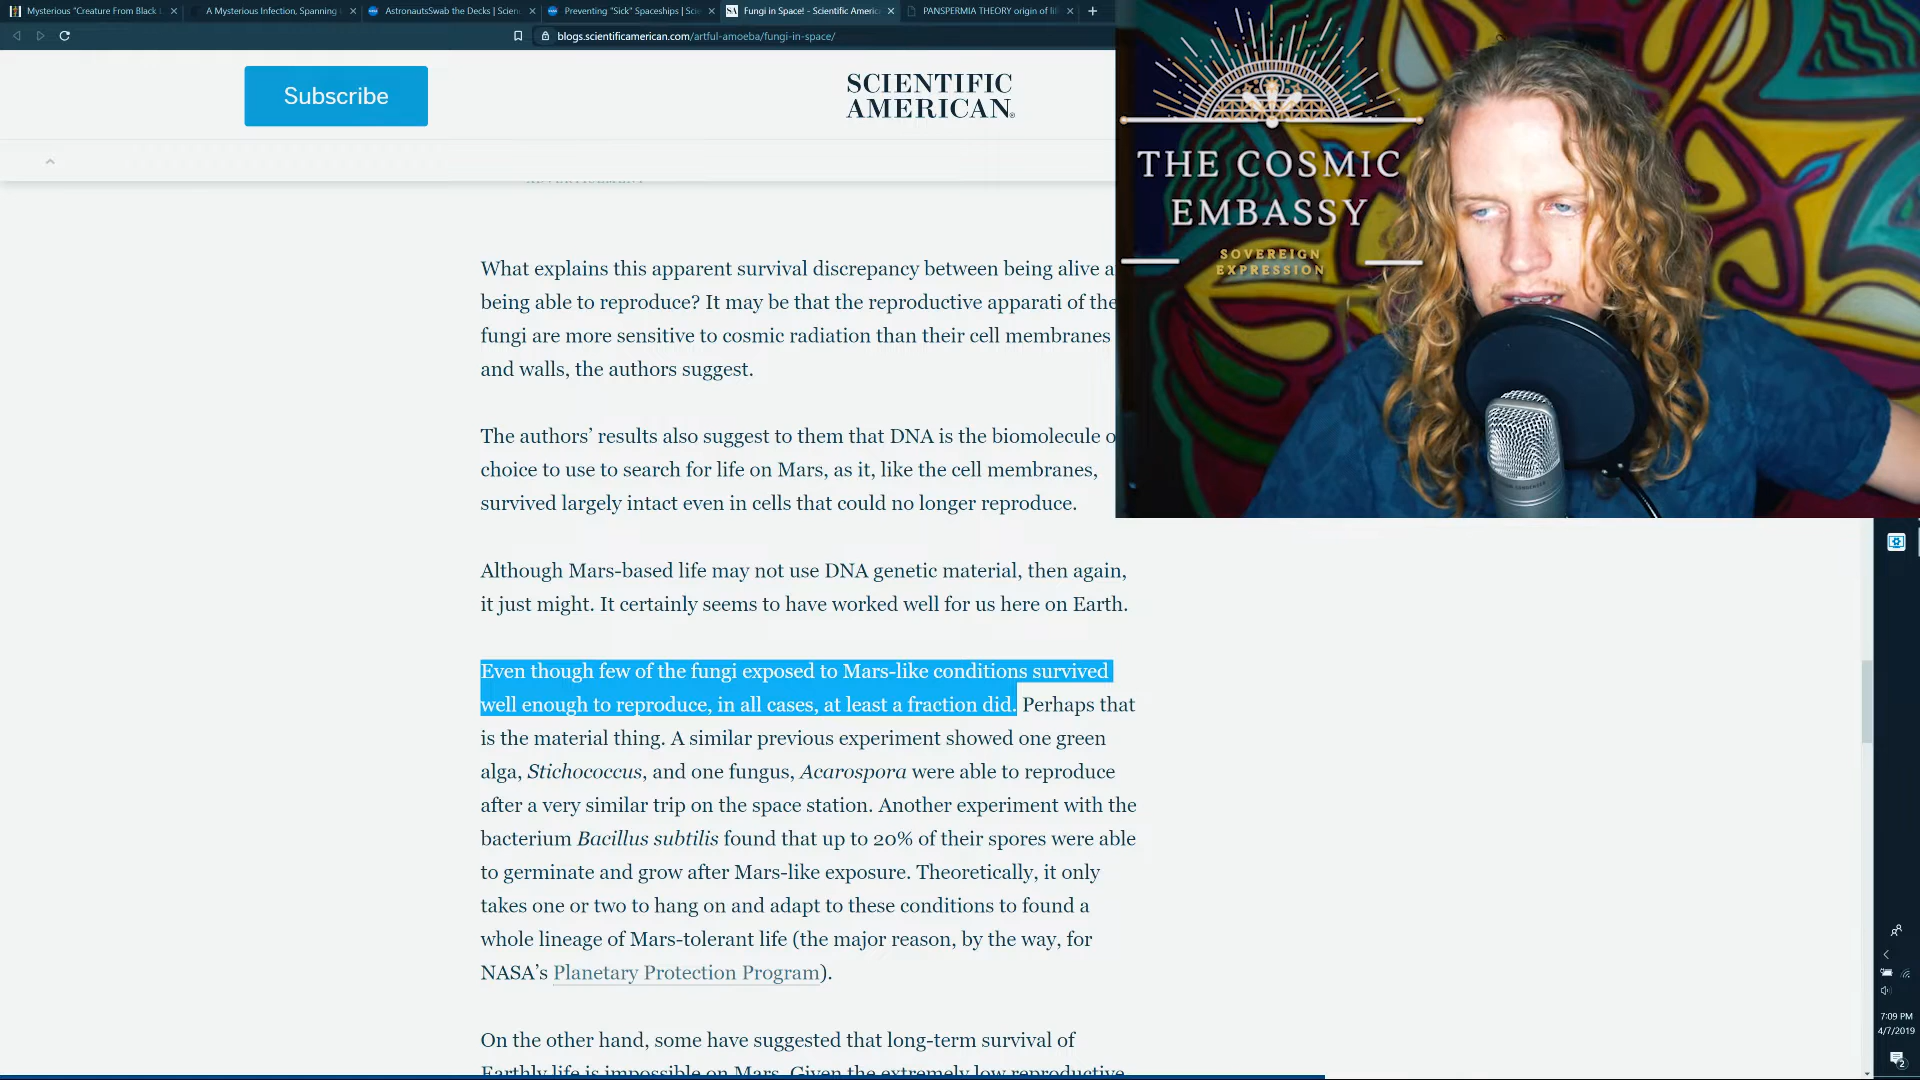 Mysterious "Creature From Black L
A Mysterious Infection, Spanning
AstronautsSwab the Decks | Scien
Preventing "Sick" Spaceships | Sc
Fungi in Space! - Scientific Americ
PANSPERMIA THEORY origin of lif
blogs.scientificamerican.com/artful-amoeba/fungi-in-space/
Subscribe
SCIENTIFIC
AMERICAN®
THE COSMIC
EMBASSY
SOVEREIGN
EXPRESSION
What explains this apparent survival discrepancy between being alive a
being able to reproduce? It may be that the reproductive apparati of the
fungi are more sensitive to cosmic radiation than their cell membranes
and walls, the authors suggest.
The authors’ results also suggest to them that DNA is the biomolecule o
choice to use to search for life on Mars, as it, like the cell membranes,
survived largely intact even in cells that could no longer reproduce.
Although Mars-based life may not use DNA genetic material, then again,
it just might. It certainly seems to have worked well for us here on Earth.
Even though few of the fungi exposed to Mars-like conditions survived
well enough to reproduce, in all cases, at least a fraction did. Perhaps that
is the material thing. A similar previous experiment showed one green
alga, Stichococcus, and one fungus, Acarospora were able to reproduce
after a very similar trip on the space station. Another experiment with the
bacterium Bacillus subtilis found that up to 20% of their spores were able
to germinate and grow after Mars-like exposure. Theoretically, it only
takes one or two to hang on and adapt to these conditions to found a
whole lineage of Mars-tolerant life (the major reason, by the way, for
NASA’s Planetary Protection Program).
On the other hand, some have suggested that long-term survival of
Earthly life is impossible on Mars. Given the extremely low reproductive
7:09 PM
4/7/2019
2